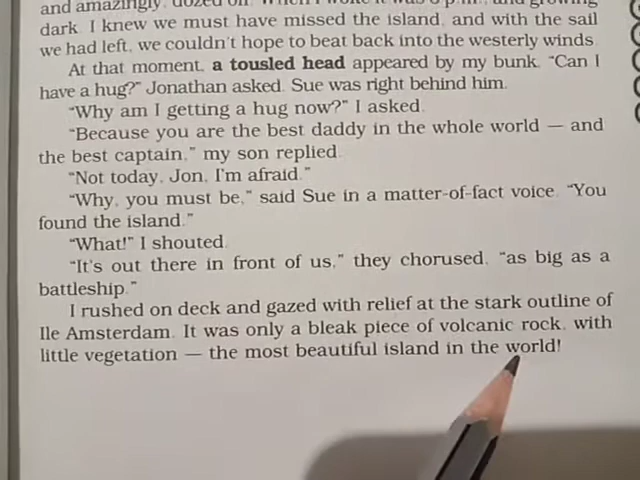 and amazingly, dozed off. When I woke it was 6 p.m., and growing
dark. I knew we must have missed the island, and with the sail
we had left, we couldn't hope to beat back into the westerly winds.
At that moment, a tousled head appeared by my bunk. "Can I
have a hug?" Jonathan asked. Sue was right behind him.
"Why am I getting a hug now?" I asked.
"Because you are the best daddy in the whole world — and
the best captain," my son replied.
"Not today, Jon, I'm afraid."
"Why, you must be," said Sue in a matter-of-fact voice. "You
found the island."
"What!" I shouted.
"It's out there in front of us," they chorused, "as big as a
battleship."
I rushed on deck and gazed with relief at the stark outline of
Ile Amsterdam. It was only a bleak piece of volcanic rock, with
little vegetation — the most beautiful island in the world!